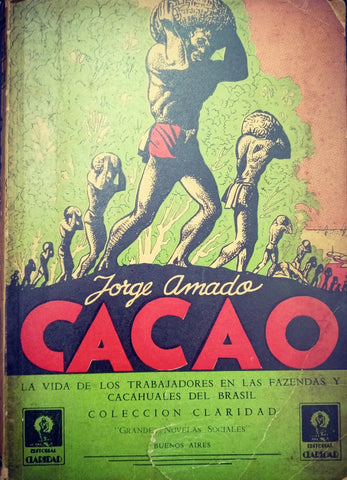 Jorge Amado
CACAO
LA VIDA DE LOS TRABAJADORES EN LAS FAZENDAS Y
CACAHUALES DEL BRASIL
COLECCION CLARIDAD
"GRANDES NOVELAS SOCIALES"
BUENOS AIRES
EDITORIAL
CLARIDAD
EDITORIAL
CLARIDAD